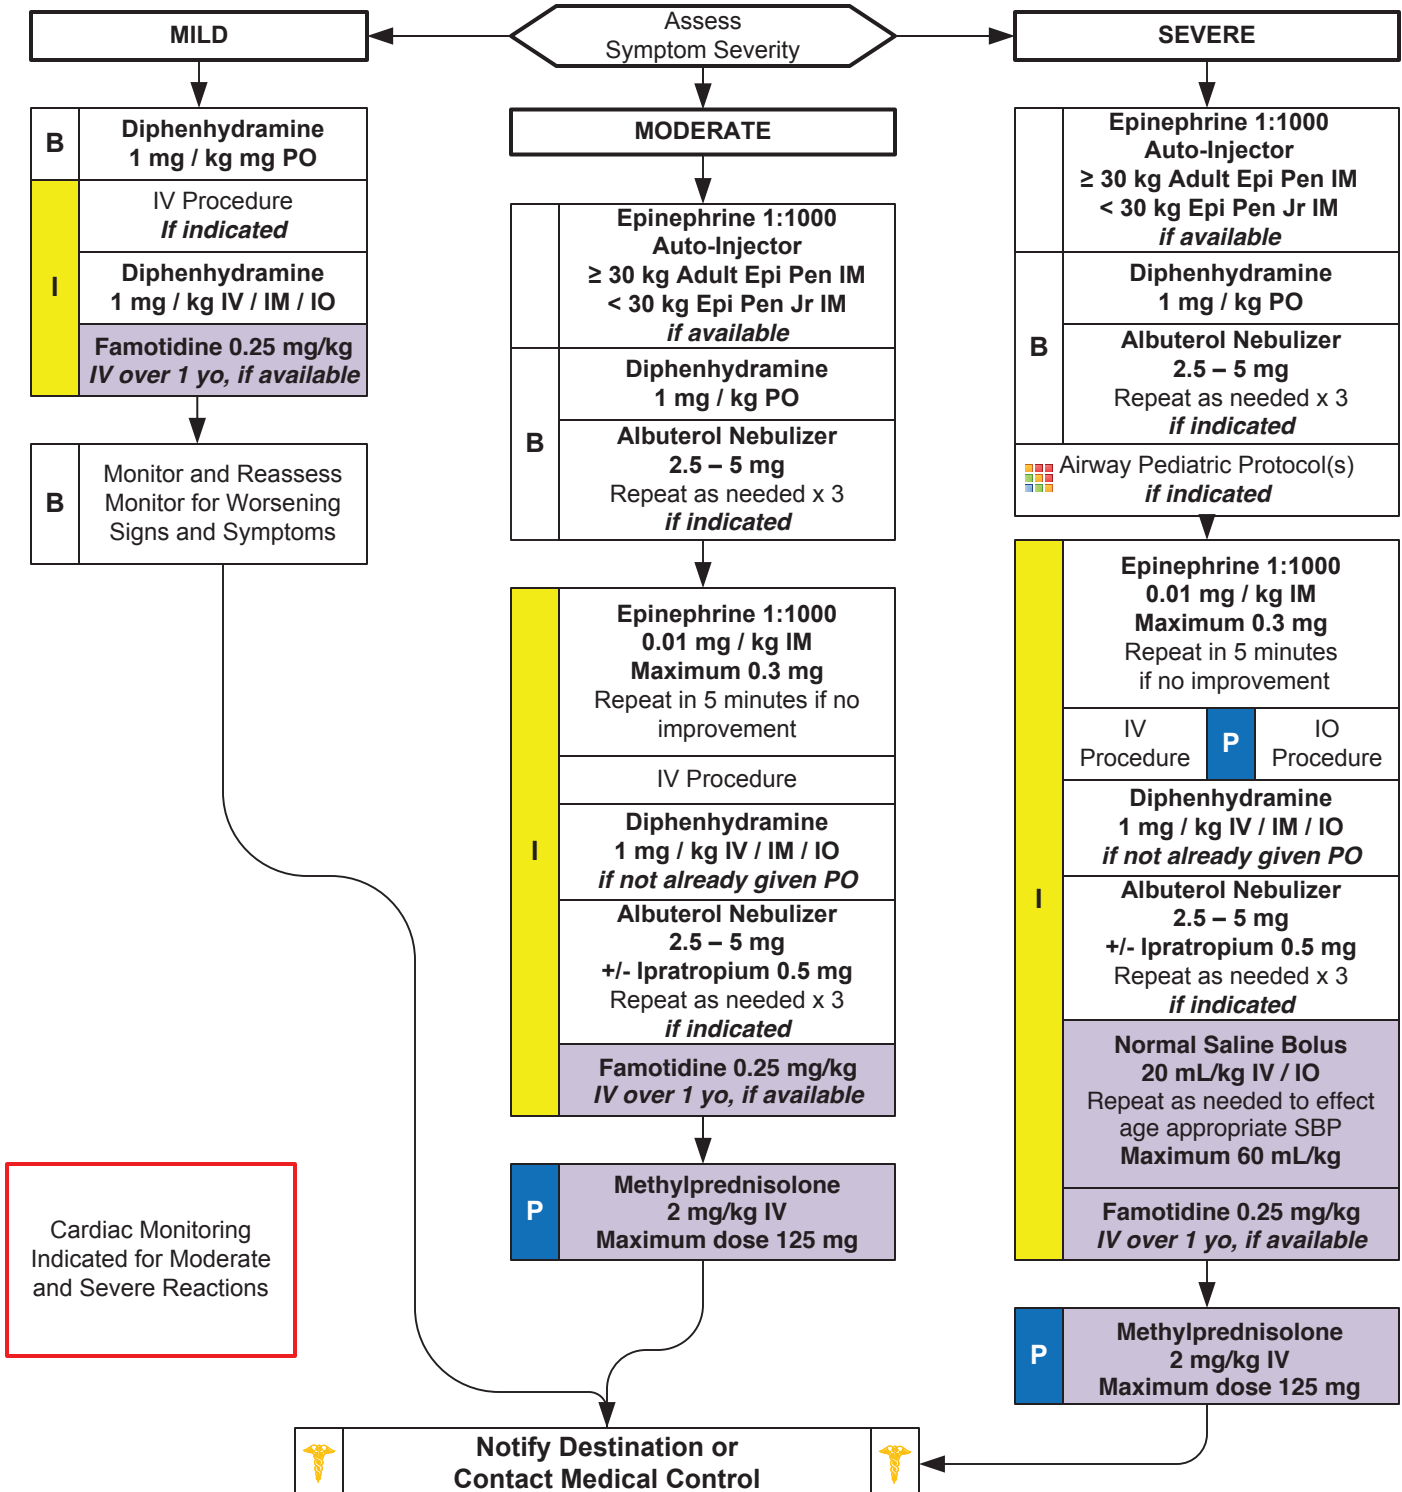 Assess
Symptom Severity
MILD
B
Diphenhydramine
1 mg / kg mg PO
I
IV Procedure
If indicated
Diphenhydramine
1 mg / kg IV / IM / IO
Famotidine 0.25 mg/kg
IV over 1 yo, if available
B
Monitor and Reassess
Monitor for Worsening
Signs and Symptoms
MODERATE
Epinephrine 1:1000
Auto-Injector
≥ 30 kg Adult Epi Pen IM
< 30 kg Epi Pen Jr IM
if available
B
Diphenhydramine
1 mg / kg PO
Albuterol Nebulizer
2.5 – 5 mg
Repeat as needed x 3
if indicated
I
Epinephrine 1:1000
0.01 mg / kg IM
Maximum 0.3 mg
Repeat in 5 minutes if no
improvement
IV Procedure
Diphenhydramine
1 mg / kg IV / IM / IO
if not already given PO
Albuterol Nebulizer
2.5 – 5 mg
+/- Ipratropium 0.5 mg
Repeat as needed x 3
if indicated
Famotidine 0.25 mg/kg
IV over 1 yo, if available
P
Methylprednisolone
2 mg/kg IV
Maximum dose 125 mg
SEVERE
Epinephrine 1:1000
Auto-Injector
≥ 30 kg Adult Epi Pen IM
< 30 kg Epi Pen Jr IM
if available
B
Diphenhydramine
1 mg / kg PO
Albuterol Nebulizer
2.5 – 5 mg
Repeat as needed x 3
if indicated
Airway Pediatric Protocol(s)
if indicated
I
Epinephrine 1:1000
0.01 mg / kg IM
Maximum 0.3 mg
Repeat in 5 minutes
if no improvement
IV
Procedure
P
IO
Procedure
Diphenhydramine
1 mg / kg IV / IM / IO
if not already given PO
Albuterol Nebulizer
2.5 – 5 mg
+/- Ipratropium 0.5 mg
Repeat as needed x 3
if indicated
Normal Saline Bolus
20 mL/kg IV / IO
Repeat as needed to effect
age appropriate SBP
Maximum 60 mL/kg
Famotidine 0.25 mg/kg
IV over 1 yo, if available
P
Methylprednisolone
2 mg/kg IV
Maximum dose 125 mg
Cardiac Monitoring
Indicated for Moderate
and Severe Reactions
Notify Destination or
Contact Medical Control